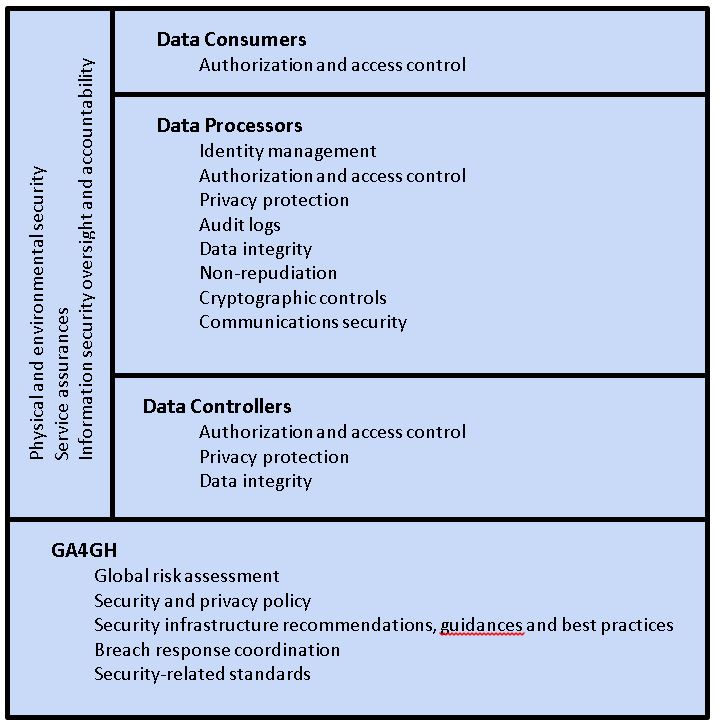 Physical and environmental security
Service assurances
Information security oversight and accountability
Data Consumers
Authorization and access control
Data Processors
Identity management
Authorization and access control
Privacy protection
Audit logs
Data integrity
Non-repudiation
Cryptographic controls
Communications security
Data Controllers
Authorization and access control
Privacy protection
Data integrity
GA4GH
Global risk assessment
Security and privacy policy
Security infrastructure recommendations, guidances and best practices
Breach response coordination
Security-related standards